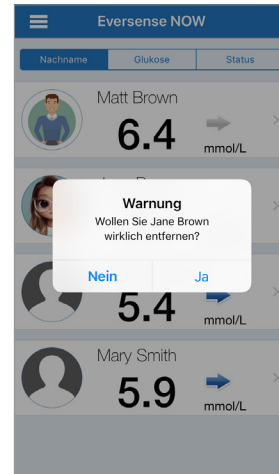 Eversense NOW
Nachname Glukose Status
Matt Brown
6.4
mmol/L
Warnung
Wollen Sie Jane Brown
wirklich entfernen?
Nein Ja
5.4
mmol/L
Mary Smith
5.9
mmol/L